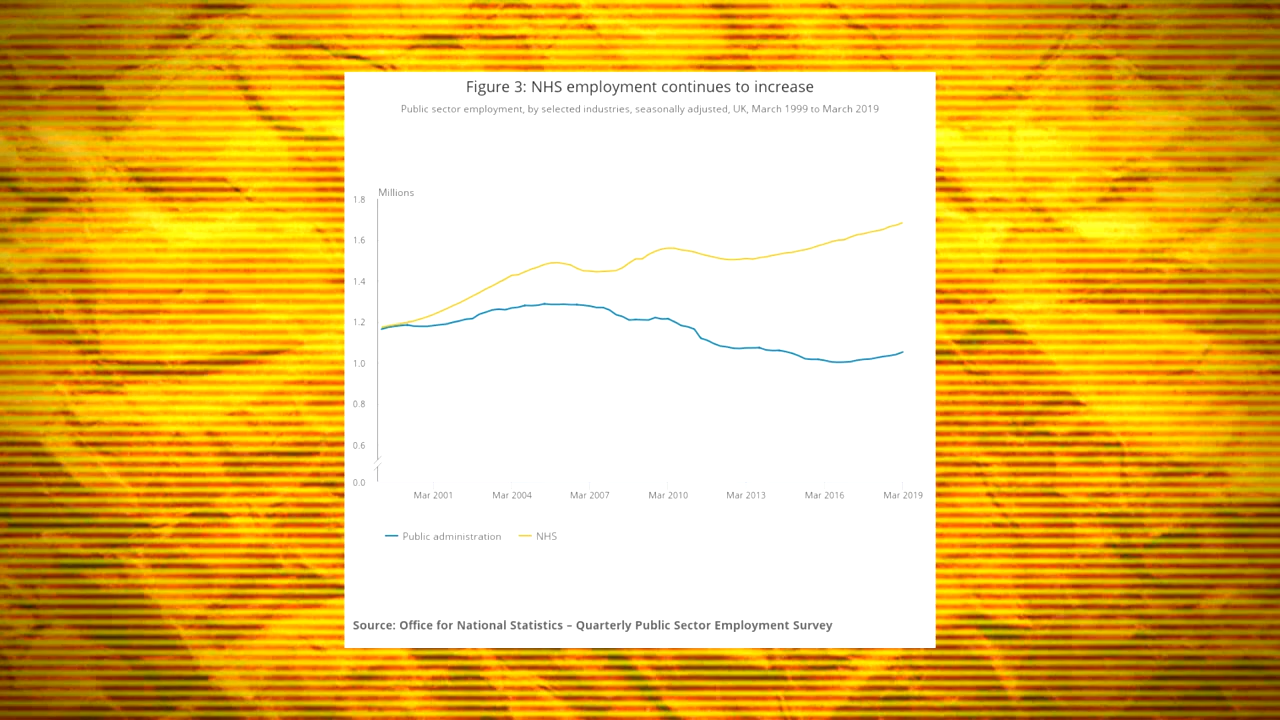 Figure 3: NHS employment continues to increase
Public sector employment, by selected industries, seasonally adjusted, UK, March 1999 to March 2019
Millions
1.8
1.6
1.4
1.2
1.0
0.8
0.6
0.0
Mar 2001 Mar 2004 Mar 2007 Mar 2010 Mar 2013 Mar 2016 Mar 2019
Public administration NHS
Source: Office for National Statistics – Quarterly Public Sector Employment Survey